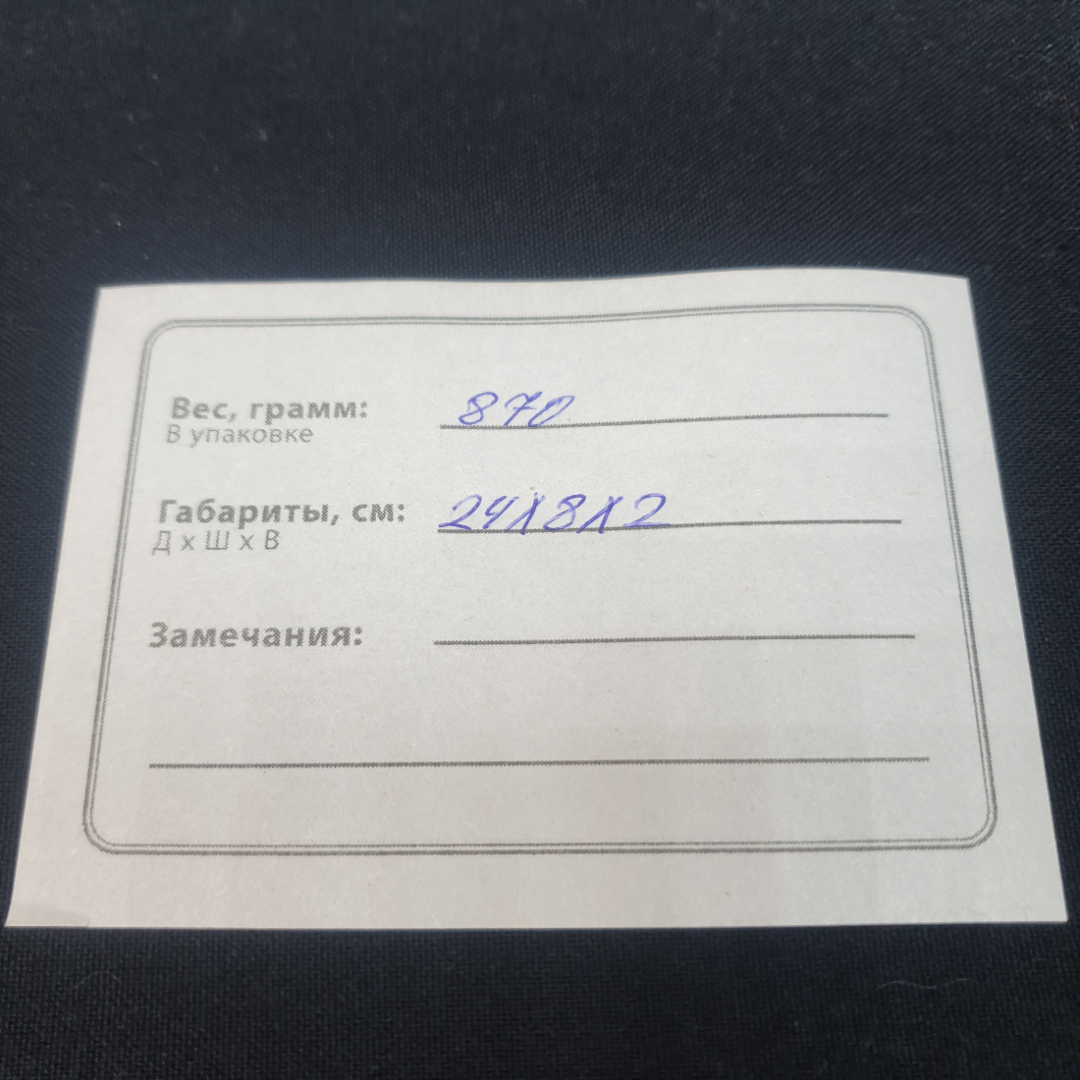 Вес, грамм: 870
В упаковке
Габариты, см: 24х8х2
Д х Ш х В
Замечания: